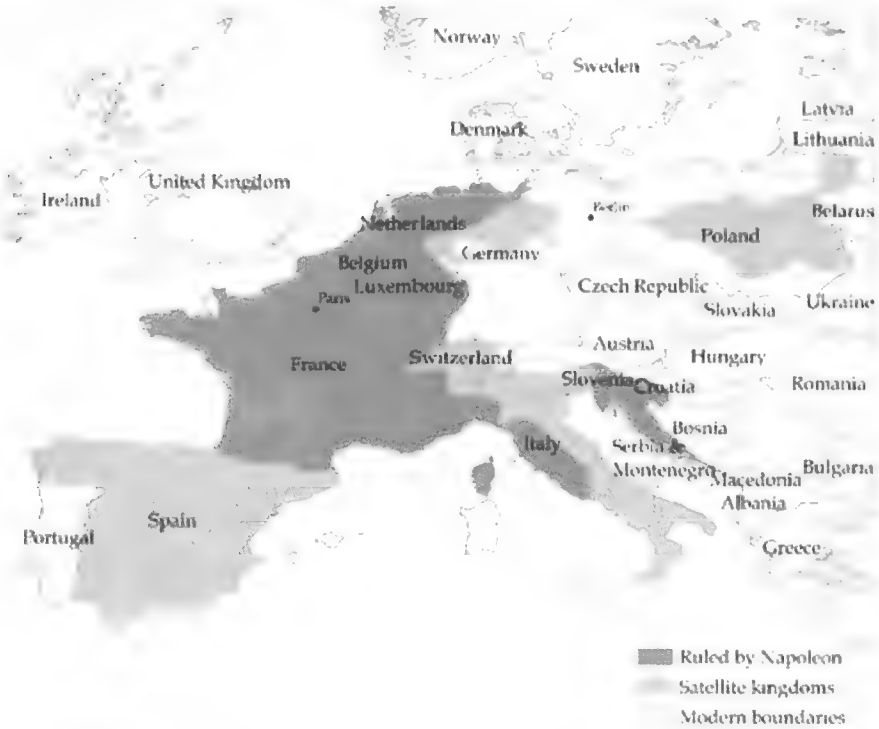 Norway
Sweden
Latvia
Denmark
Lithuania
United Kingdom
Ireland
Netherlands
Berlin
Belarus
Poland
Germany
Belgium
Luxembourg
Czech Republic
Paris
Slovakia
Ukraine
Austria
Switzerland
Hungary
France
Slovenia
Croatia
Romania
Bosnia
Italy
Serbia &
Montenegro
Bulgaria
Macedonia
Albania
Spain
Portugal
Greece
Ruled by Napoleon
Satellite kingdoms
Modern boundaries